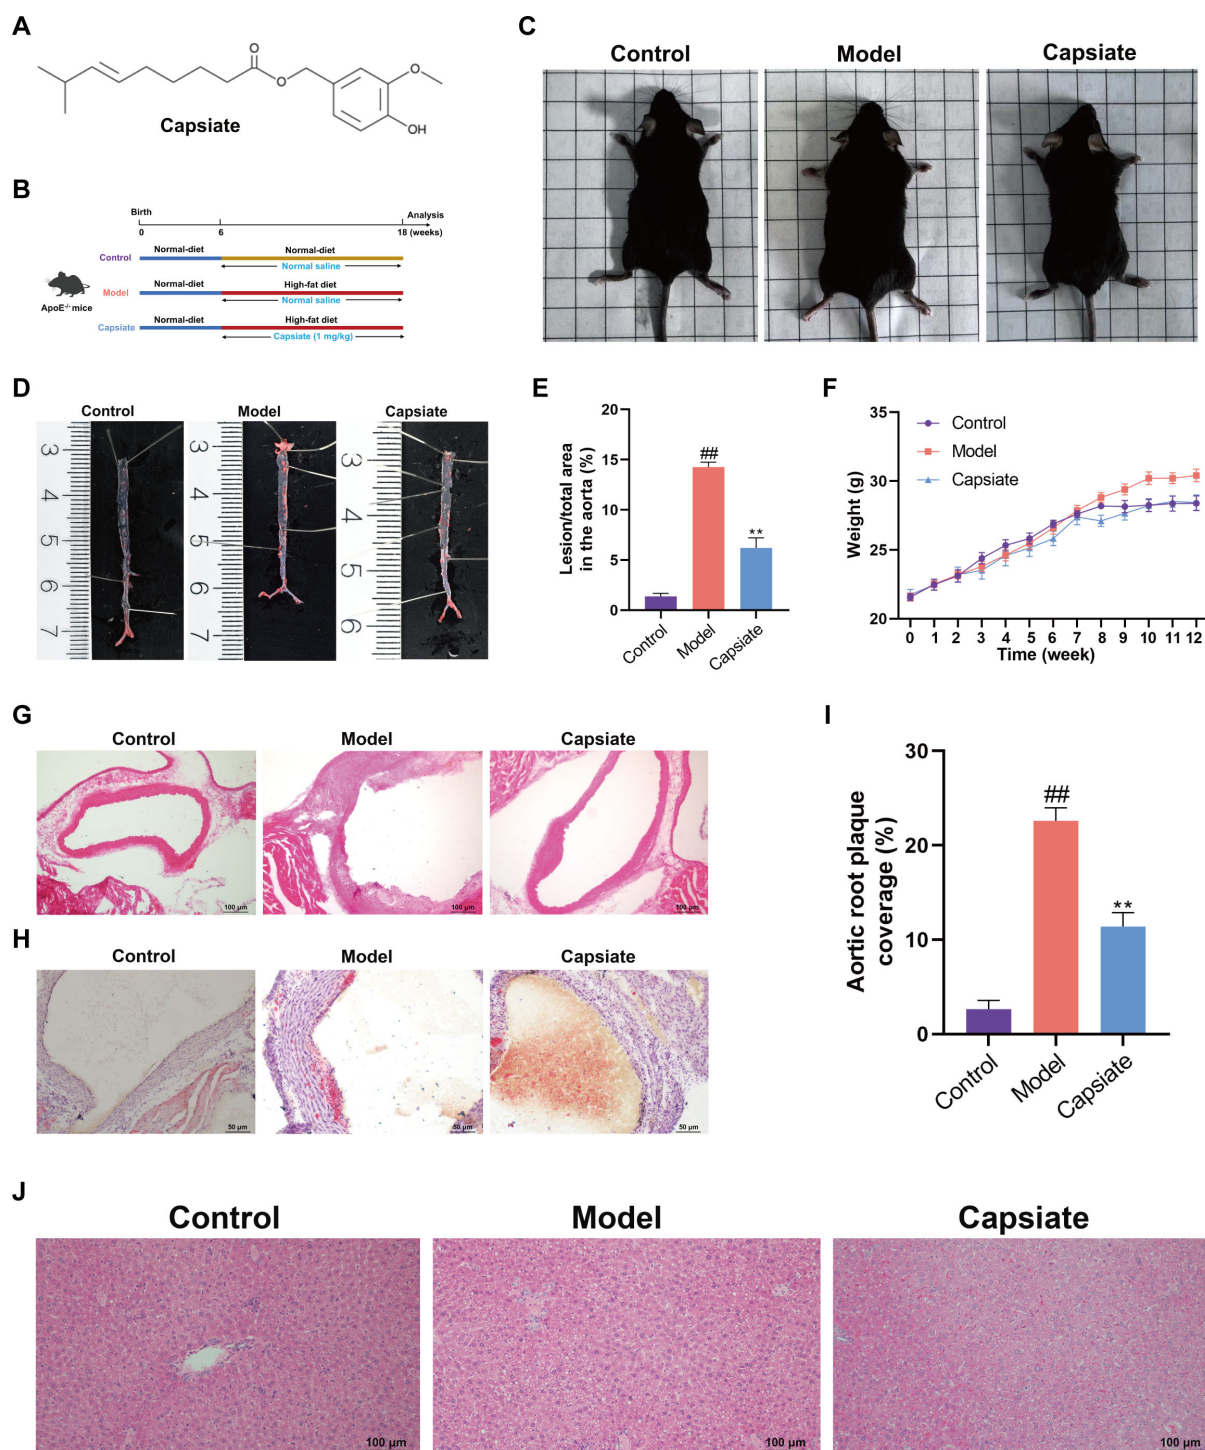 A
O
O
O
OH
Capsiate
B
Birth
Analysis
0
6
18 (weeks)
Normal-diet
Normal-diet
Control
Normal saline
Normal-diet
High-fat diet
Model
Normal saline
ApoE-/- mice
Normal-diet
High-fat diet
Capsiate
Capsiate (1 mg/kg)
C
Control
Model
Capsiate
D
Control
Model
Capsiate
3
4
5
6
7
3
4
5
6
7
3
4
5
6
E
Lesion/total area
in the aorta (%)
20
15
10
5
0
##
**
Control
Model
Capsiate
F
Weight (g)
35
30
25
20
Control
Model
Capsiate
0 1 2 3 4 5 6 7 8 9 10 11 12
Time (week)
G
Control
Model
Capsiate
100 μm
100 μm
100 μm
H
Control
Model
Capsiate
50 μm
50 μm
50 μm
I
Aortic root plaque
coverage (%)
30
20
10
0
##
**
Control
Model
Capsiate
J
Control
Model
Capsiate
100 μm
100 μm
100 μm